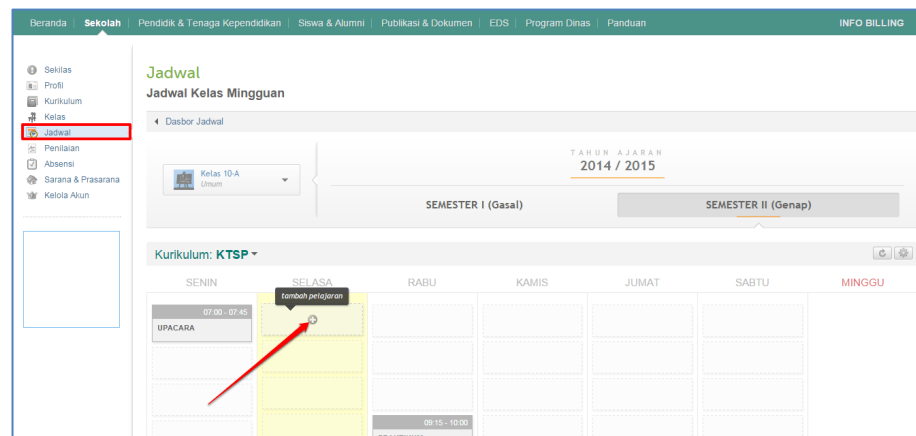 Beranda | Sekolah | Pendidik & Tenaga Kependidikan | Siswa & Alumni | Publikasi & Dokumen | EDS | Program Dinas | Panduan INFO BILLING
Sekilas
Profil
Kurikulum
Kelas
Jadwal
Penilaian
Absensi
Sarana & Prasarana
Kelola Akun
Jadwal
Jadwal Kelas Mingguan
Dasbor Jadwal
Kelas 10-A
Umum
TAHUN AJARAN
2014 / 2015
SEMESTER I (Gasal) SEMESTER II (Genap)
Kurikulum: KTSP
SENIN SELASA RABU KAMIS JUMAT SABTU MINGGU
tambah pelajaran
07:00 - 07:45
UPACARA
09:15 - 10:00